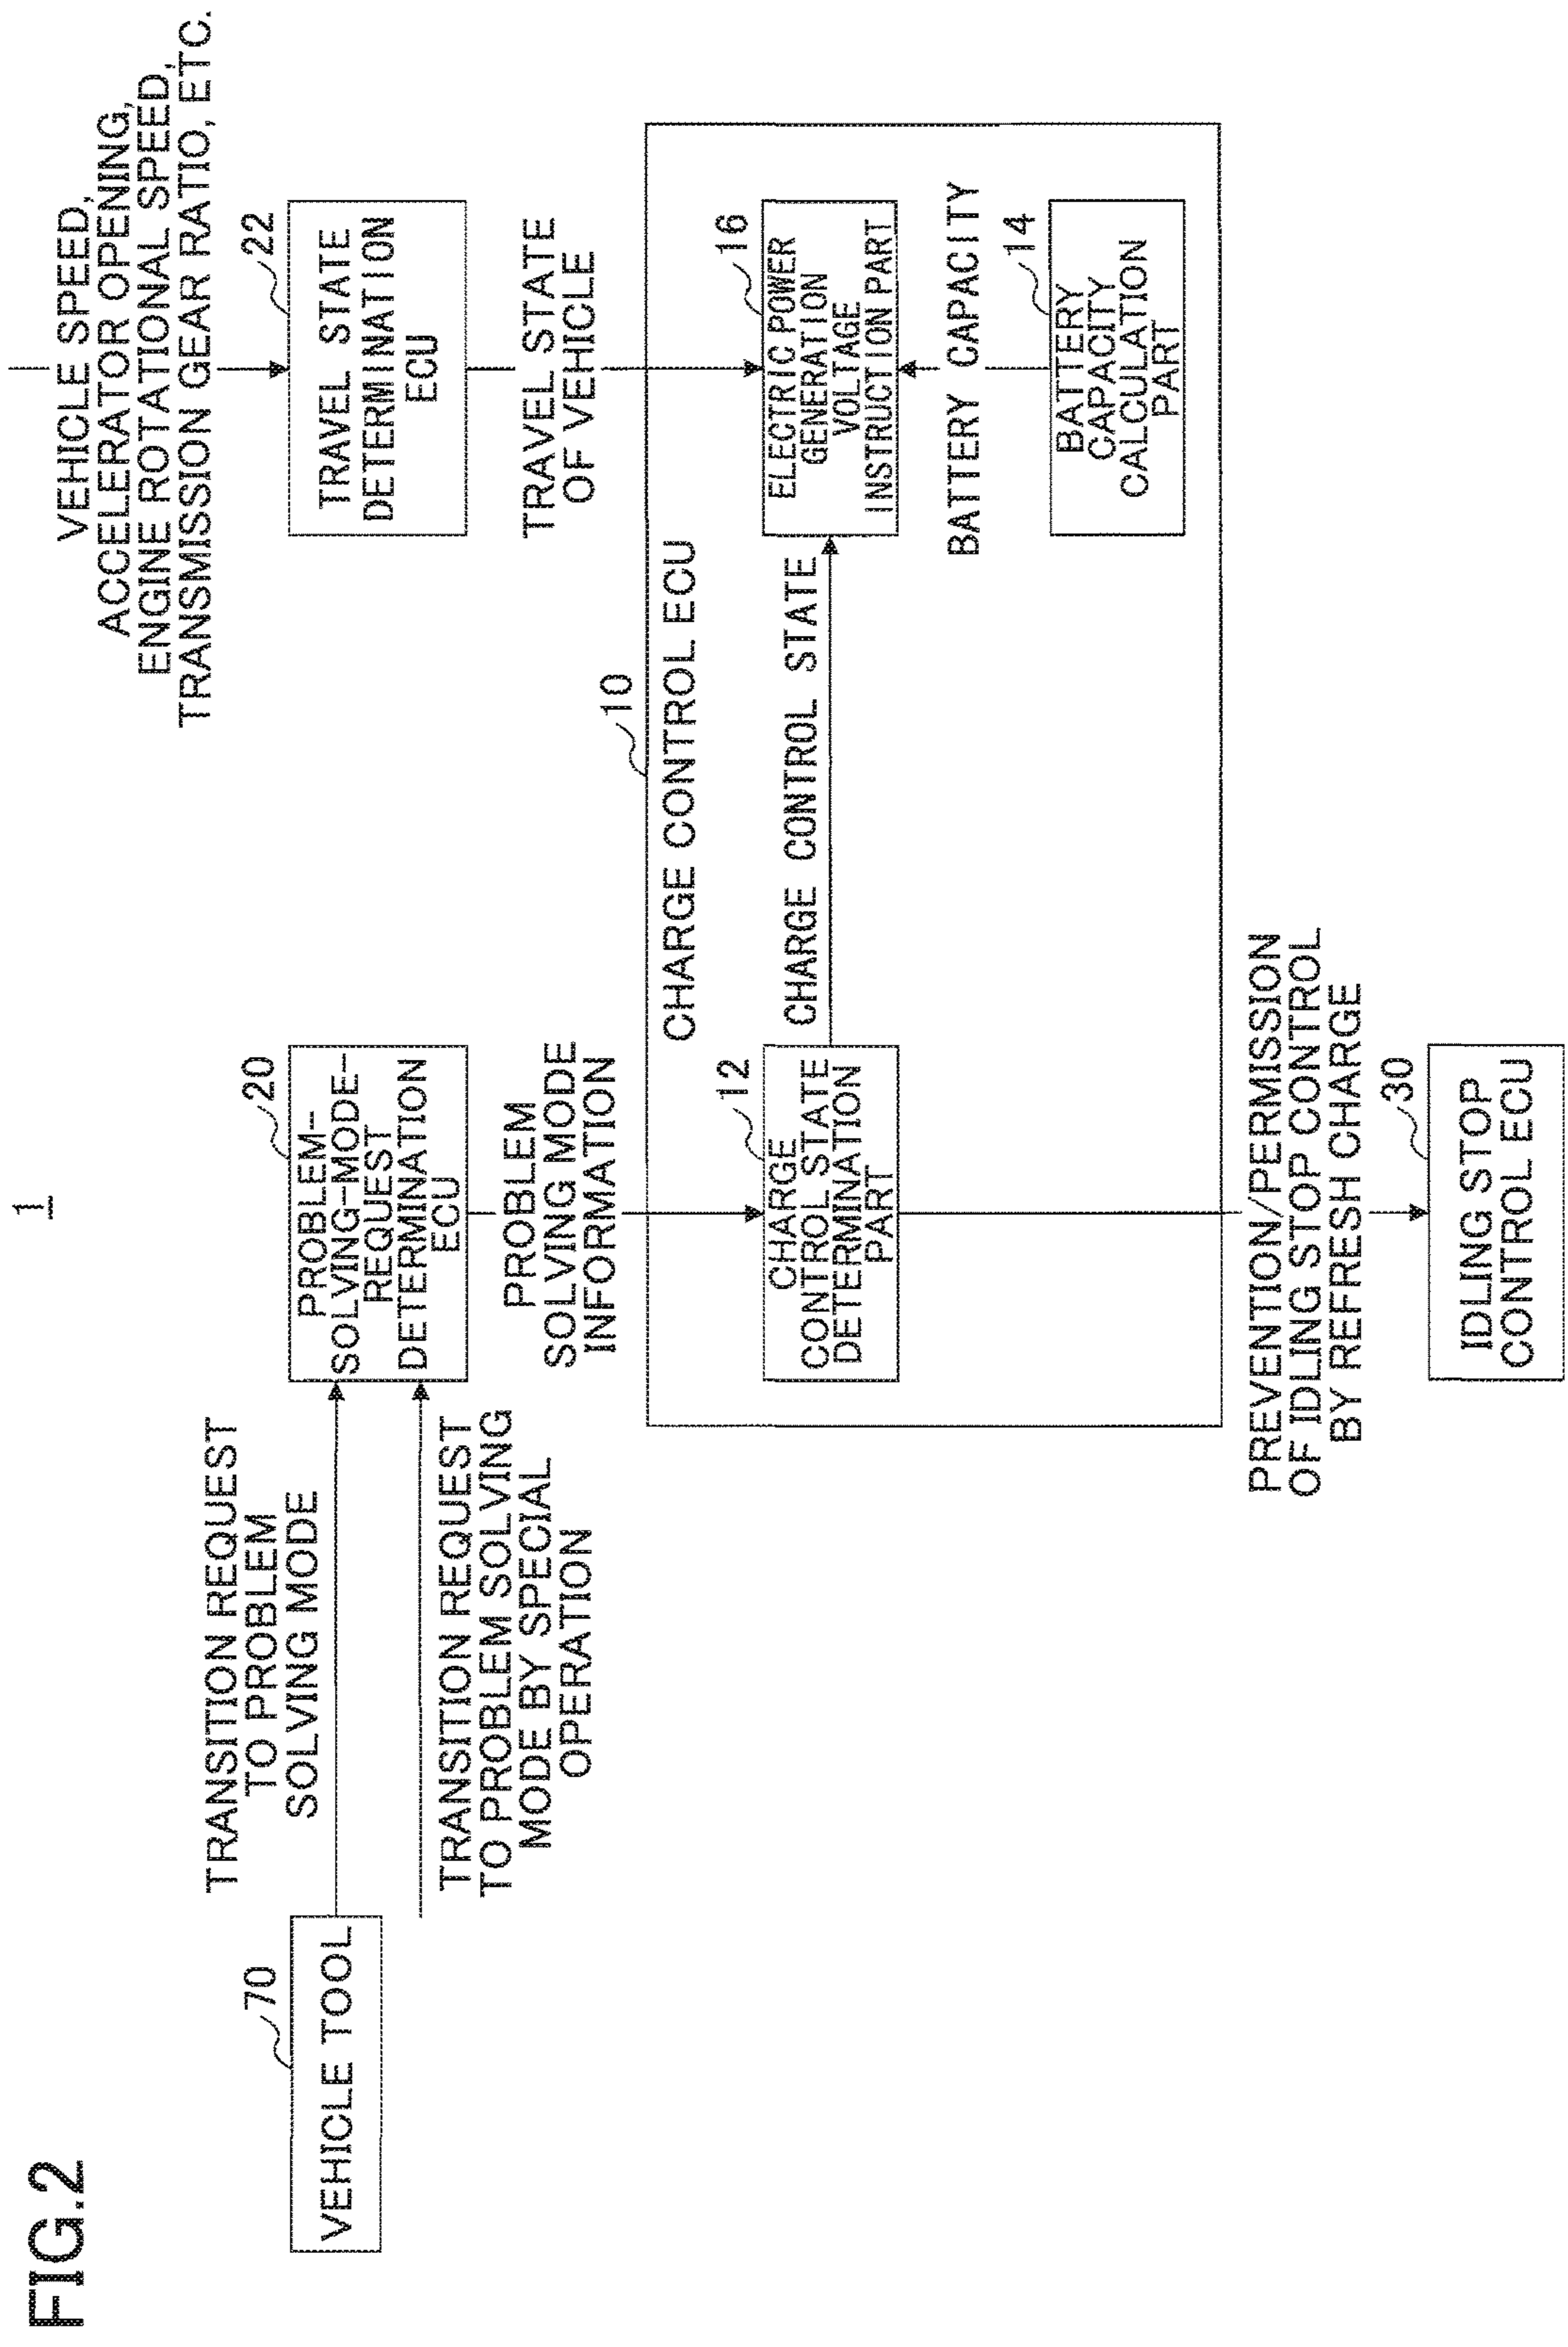 FIG.2
1
VEHICLE SPEED,
ACCELERATOR OPENING,
ENGINE ROTATIONAL SPEED,
TRANSMISSION GEAR RATIO, ETC.
TRANSITION REQUEST
TO PROBLEM
SOLVING MODE
70
VEHICLE TOOL
TRANSITION REQUEST
TO PROBLEM SOLVING
MODE BY SPECIAL
OPERATION
20
PROBLEM-
SOLVING-MODE-
REQUEST
DETERMINATION
ECU
22
TRAVEL STATE
DETERMINATION
ECU
PROBLEM
SOLVING MODE
INFORMATION
TRAVEL STATE
OF VEHICLE
10
CHARGE CONTROL ECU
12
CHARGE
CONTROL STATE
DETERMINATION
PART
CHARGE CONTROL STATE
16
ELECTRIC POWER
GENERATION
VOLTAGE
INSTRUCTION PART
BATTERY CAPACITY
14
BATTERY
CAPACITY
CALCULATION
PART
PREVENTION/PERMISSION
OF IDLING STOP CONTROL
BY REFRESH CHARGE
30
IDLING STOP
CONTROL ECU